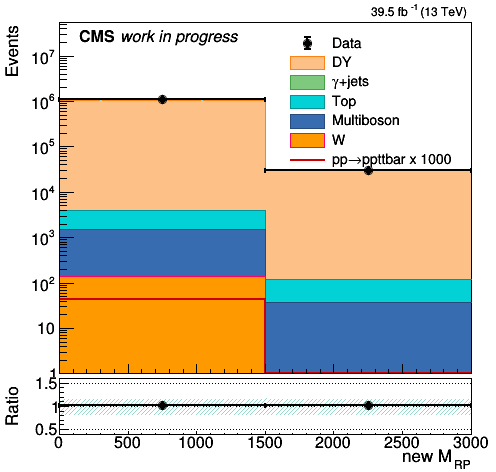 39.5 fb⁻¹ (13 TeV)
CMS work in progress
Events
Data
DY
γ+jets
Top
Multiboson
W
pp→ppttbar x 1000
10⁷
10⁶
10⁵
10⁴
10³
10²
10
1
Ratio
1.5
1
0.5
0 500 1000 1500 2000 2500 3000
new M_RP